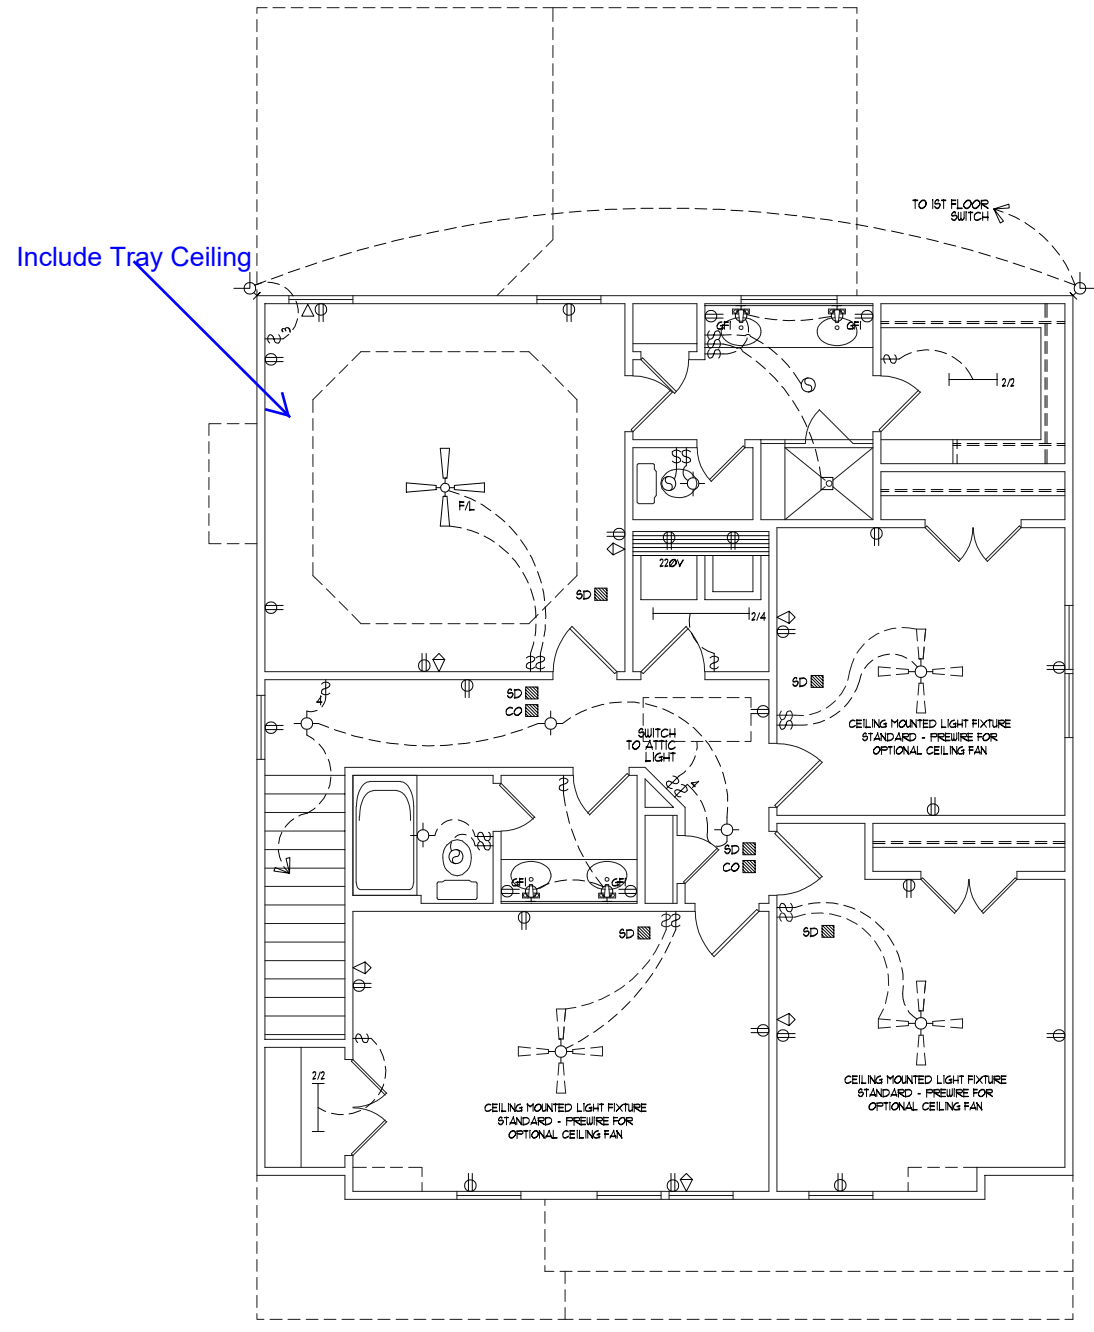 TO 1ST FLOOR
SWITCH
Include Tray Ceiling
3
GFI
GFI
2/2
F/L
220V
SD
2/4
SD
SD
CO
4
SWITCH
TO ATTIC
LIGHT
CEILING MOUNTED LIGHT FIXTURE
STANDARD - PREWIRE FOR
OPTIONAL CEILING FAN
4
SD
CO
GFI
GFI
SD
SD
2/2
CEILING MOUNTED LIGHT FIXTURE
STANDARD - PREWIRE FOR
OPTIONAL CEILING FAN
CEILING MOUNTED LIGHT FIXTURE
STANDARD - PREWIRE FOR
OPTIONAL CEILING FAN